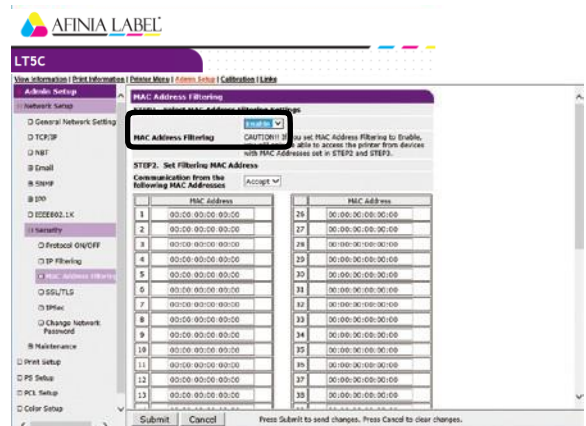 AFINIA LABEL
LT5C
View Information | Print Information | Printer Menu | Admin Setup | Calibration | Links
Admin Setup
Network Setup
General Network Setting
TCP/IP
NBT
Email
SNMP
IPP
IEEE802.1X
Security
Protocol ON/OFF
IP Filtering
MAC Address Filtering
SSL/TLS
IPSec
Change Network
Password
Maintenance
Print Setup
PS Setup
PCL Setup
Color Setup
MAC Address Filtering
STEP1. Select MAC Address Filtering Settings
Enable
MAC Address Filtering
CAUTION!! If you set MAC Address Filtering to Enable,
able to access the printer from devices
with MAC Addresses set in STEP2 and STEP3.
STEP2. Set Filtering MAC Address
Communication from the
following MAC Addresses
Accept
MAC Address MAC Address
1 00:00:00:00:00:00 26 00:00:00:00:00:00
2 00:00:00:00:00:00 27 00:00:00:00:00:00
3 00:00:00:00:00:00 28 00:00:00:00:00:00
4 00:00:00:00:00:00 29 00:00:00:00:00:00
5 00:00:00:00:00:00 30 00:00:00:00:00:00
6 00:00:00:00:00:00 31 00:00:00:00:00:00
7 00:00:00:00:00:00 32 00:00:00:00:00:00
8 00:00:00:00:00:00 33 00:00:00:00:00:00
9 00:00:00:00:00:00 34 00:00:00:00:00:00
10 00:00:00:00:00:00 35 00:00:00:00:00:00
11 00:00:00:00:00:00 36 00:00:00:00:00:00
12 00:00:00:00:00:00 37 00:00:00:00:00:00
13 00:00:00:00:00:00 38 00:00:00:00:00:00
Submit Cancel Press Submit to send changes. Press Cancel to clear changes.